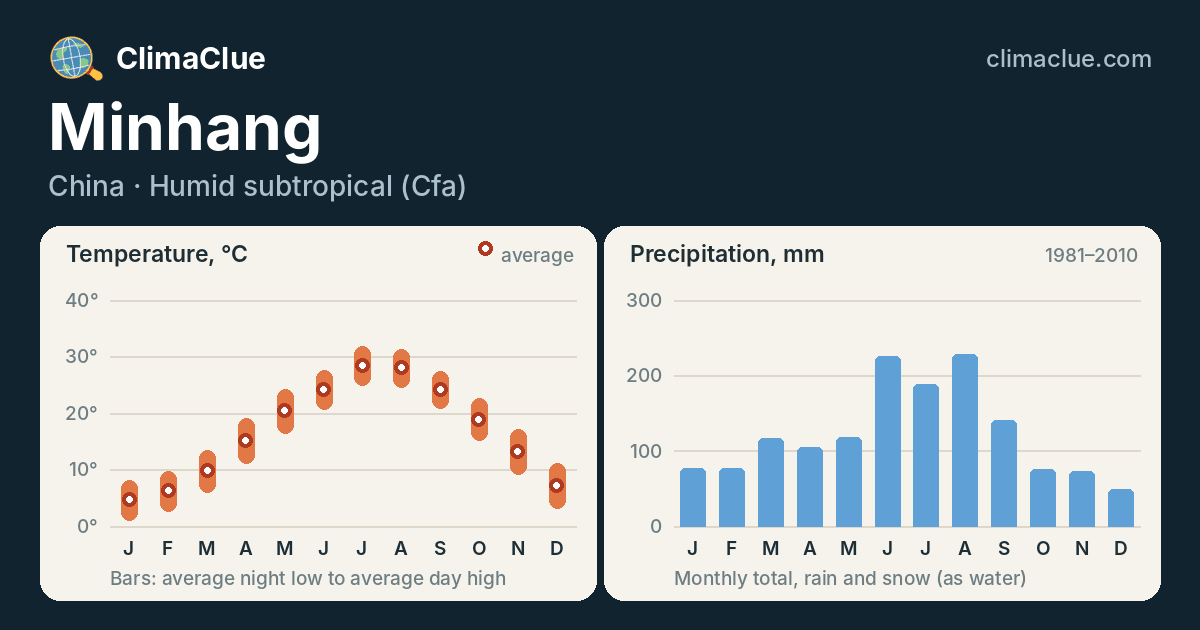 ClimaClue
climaclue.com
Minhang
China · Humid subtropical (Cfa)
Temperature, °C
average
40°
30°
20°
10°
0°
J F M A M J J A S O N D
Bars: average night low to average day high
Precipitation, mm
1981–2010
300
200
100
0
J F M A M J J A S O N D
Monthly total, rain and snow (as water)